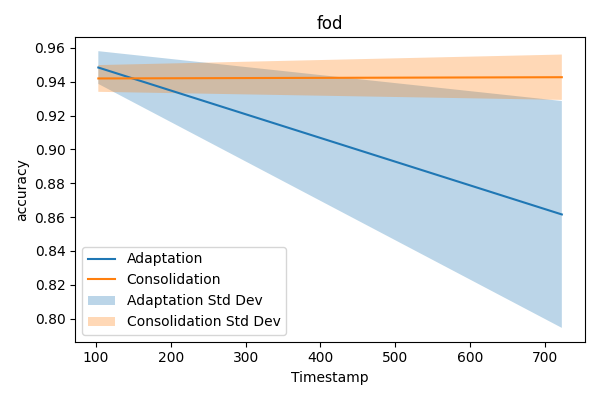 fod
0.96
0.94
0.92
0.90
0.88
0.86
0.84
0.82
0.80
accuracy
Adaptation
Consolidation
Adaptation Std Dev
Consolidation Std Dev
100 200 300 400 500 600 700
Timestamp